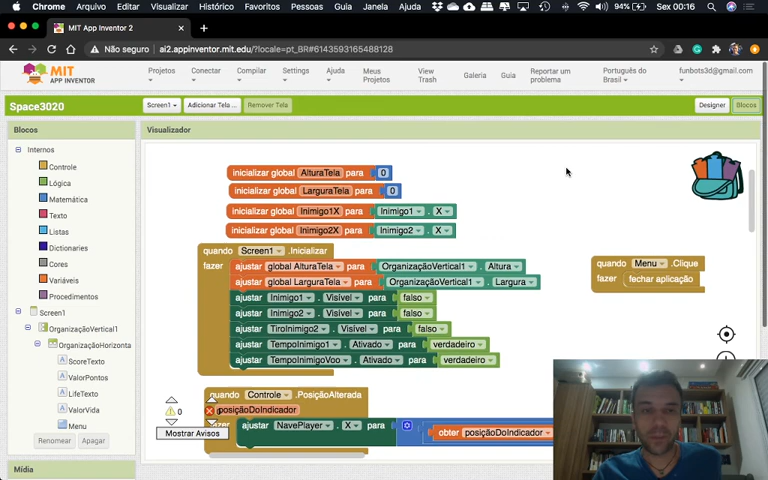 Chrome Arquivo Editar Visualizar Histórico Favoritos Pessoas Guia Janela Ajuda 94% Sex 00:16
MIT App Inventor 2
Não seguro | ai2.appinventor.mit.edu/?locale=pt_BR#6143593165488128
MIT
APP INVENTOR
Projetos
Conectar
Compilar
Settings
Ajuda
Meus
Projetos
View
Trash
Galeria
Guia
Reportar um
problema
Português do
Brasil
funbots3d@gmail.com
Space3020
Screen1
Adicionar Tela ...
Remover Tela
Designer
Blocos
Blocos
Visualizador
Internos
Controle
Lógica
Matemática
Texto
Listas
Dictionaries
Cores
Variáveis
Procedimentos
Screen1
OrganizaçãoVertical1
OrganizaçãoHorizonta
ScoreTexto
ValorPontos
LifeTexto
ValorVida
Menu
Renomear
Apagar
Mídia
inicializar global AlturaTela para 0
inicializar global LarguraTela para 0
inicializar global Inimigo1X para Inimigo1 . X
inicializar global Inimigo2X para Inimigo2 . X
quando Screen1 .Inicializar
fazer ajustar global AlturaTela para OrganizaçãoVertical1 . Altura
ajustar global LarguraTela para OrganizaçãoVertical1 . Largura
ajustar Inimigo1 . Visível para falso
ajustar Inimigo2 . Visível para falso
ajustar TiroInimigo2 . Visível para falso
ajustar TempoInimigo1 . Ativado para verdadeiro
ajustar TempoInimigoVoo . Ativado para verdadeiro
quando Menu .Clique
fazer fechar aplicação
quando Controle .PosiçãoAlterada
posiçãoDoIndicador
0
fazer ajustar NavePlayer . X para obter posiçãoDoIndicador
Mostrar Avisos